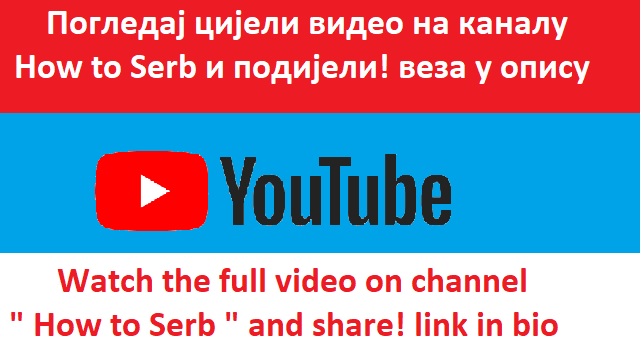 Погледај цијели видео на каналу
How to Serb и подијели! веза у опису
YouTube
Watch the full video on channel
" How to Serb " and share! link in bio